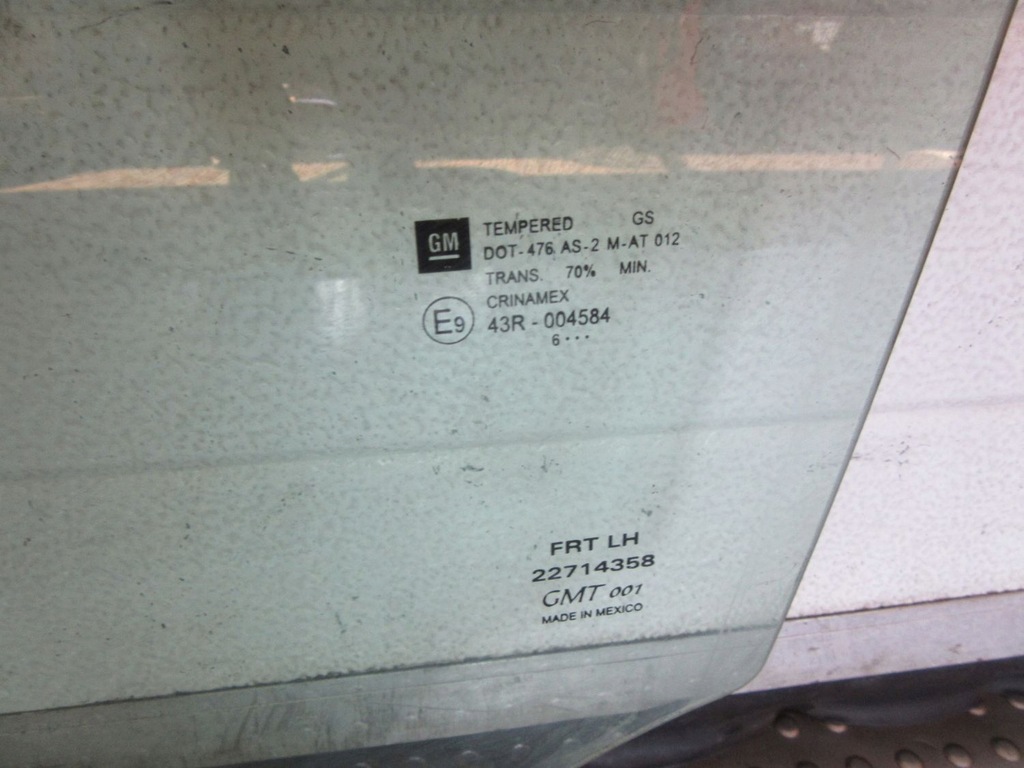 GM
TEMPERED GS
DOT-476 AS-2 M-AT 012
TRANS. 70% MIN.
CRINAMEX
E9 43R - 004584
6 ...
FRT LH
22714358
GMT 001
MADE IN MEXICO